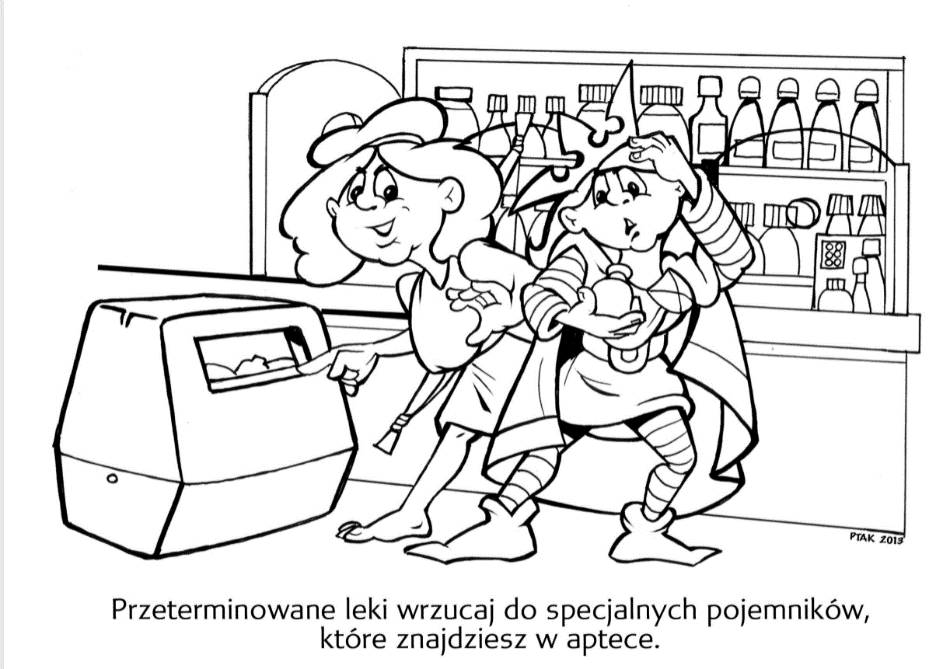 PTAK 2013
Przeterminowane leki wrzucaj do specjalnych pojemników,
które znajdziesz w aptece.